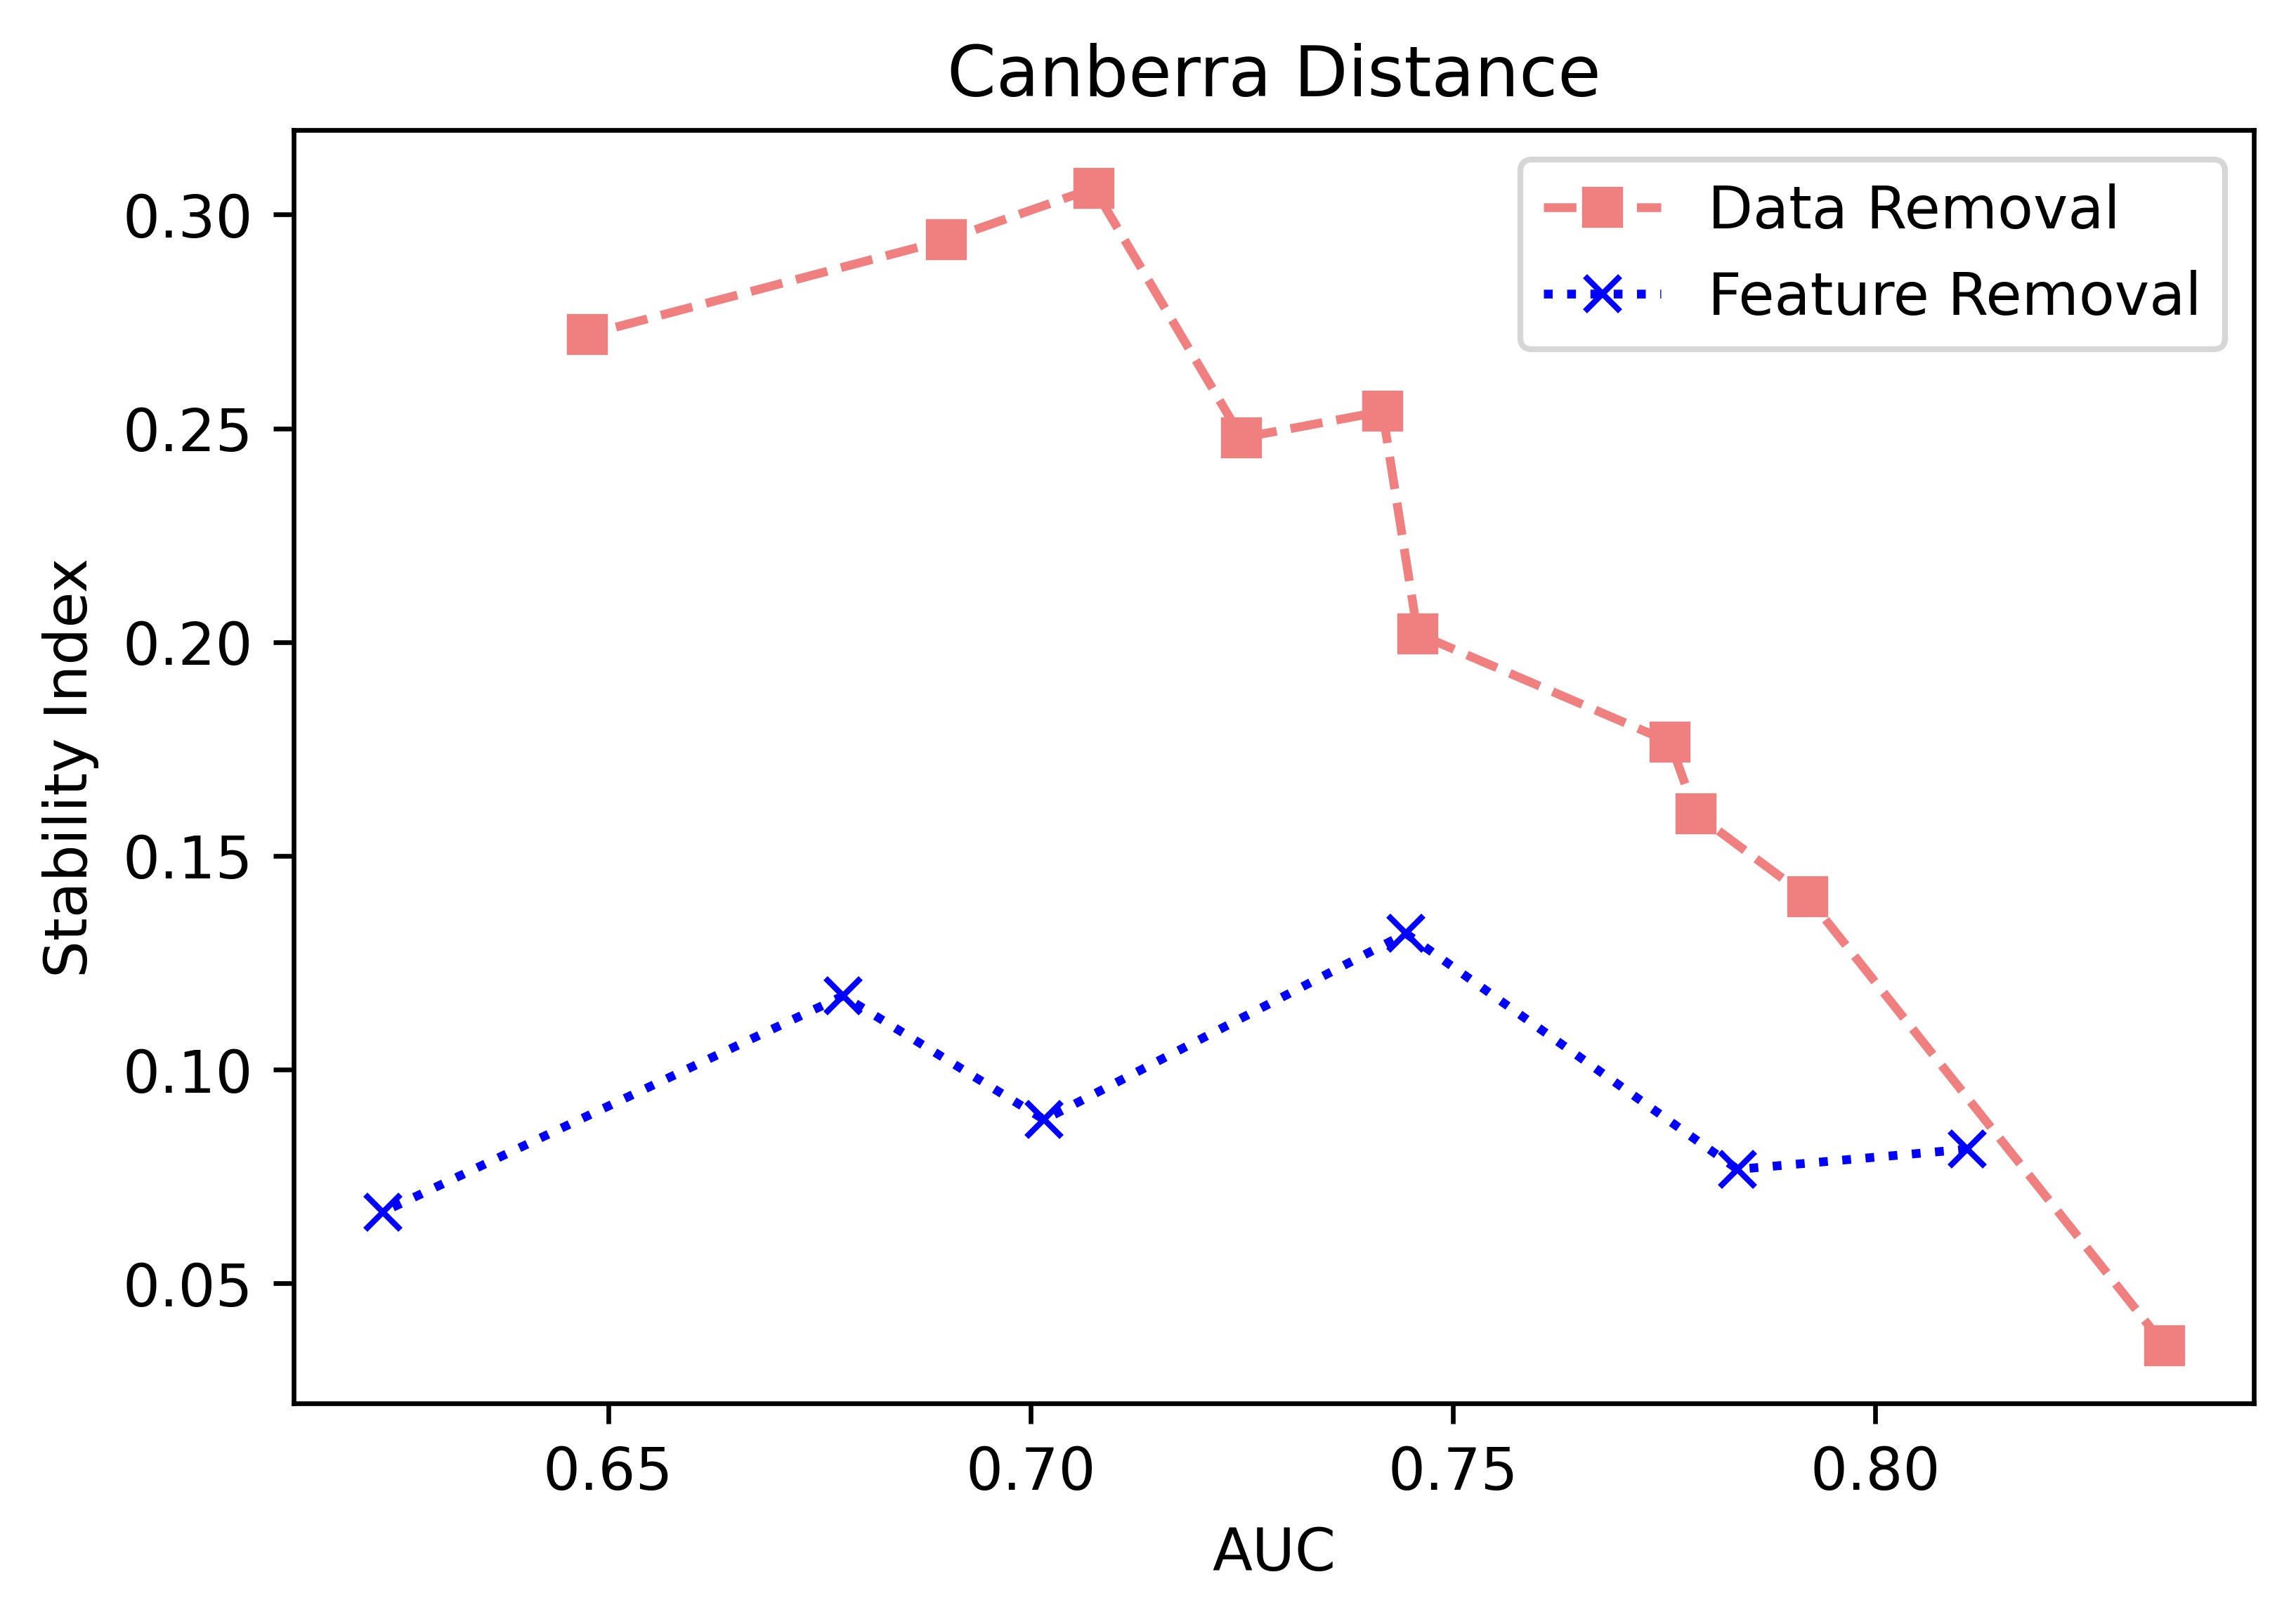 Canberra Distance
Data Removal
Feature Removal
0.30
0.25
0.20
0.15
0.10
0.05
Stability Index
0.65 0.70 0.75 0.80
AUC